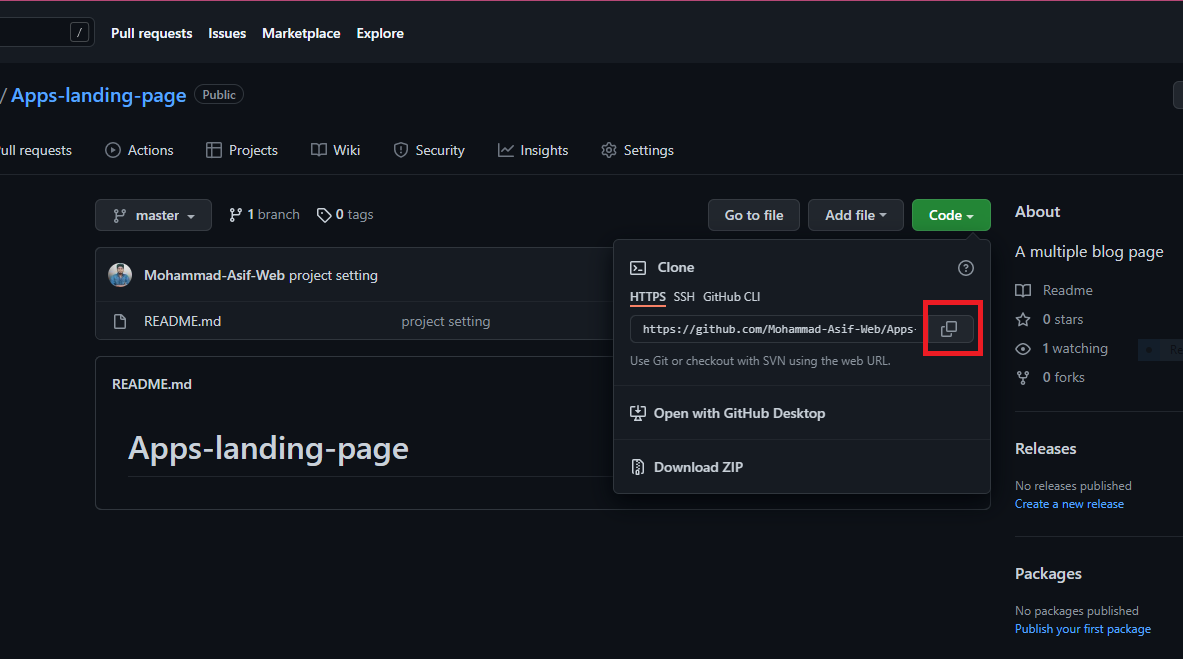 /
Pull requests Issues Marketplace Explore
/ Apps-landing-page Public
ull requests Actions Projects Wiki Security Insights Settings
master 1 branch 0 tags Go to file Add file Code
Mohammad-Asif-Web project setting
README.md project setting
README.md
Apps-landing-page
Clone
HTTPS SSH GitHub CLI
https://github.com/Mohammad-Asif-Web/Apps-
Use Git or checkout with SVN using the web URL.
Open with GitHub Desktop
Download ZIP
About
A multiple blog page
Readme
0 stars
1 watching
0 forks
Releases
No releases published
Create a new release
Packages
No packages published
Publish your first package